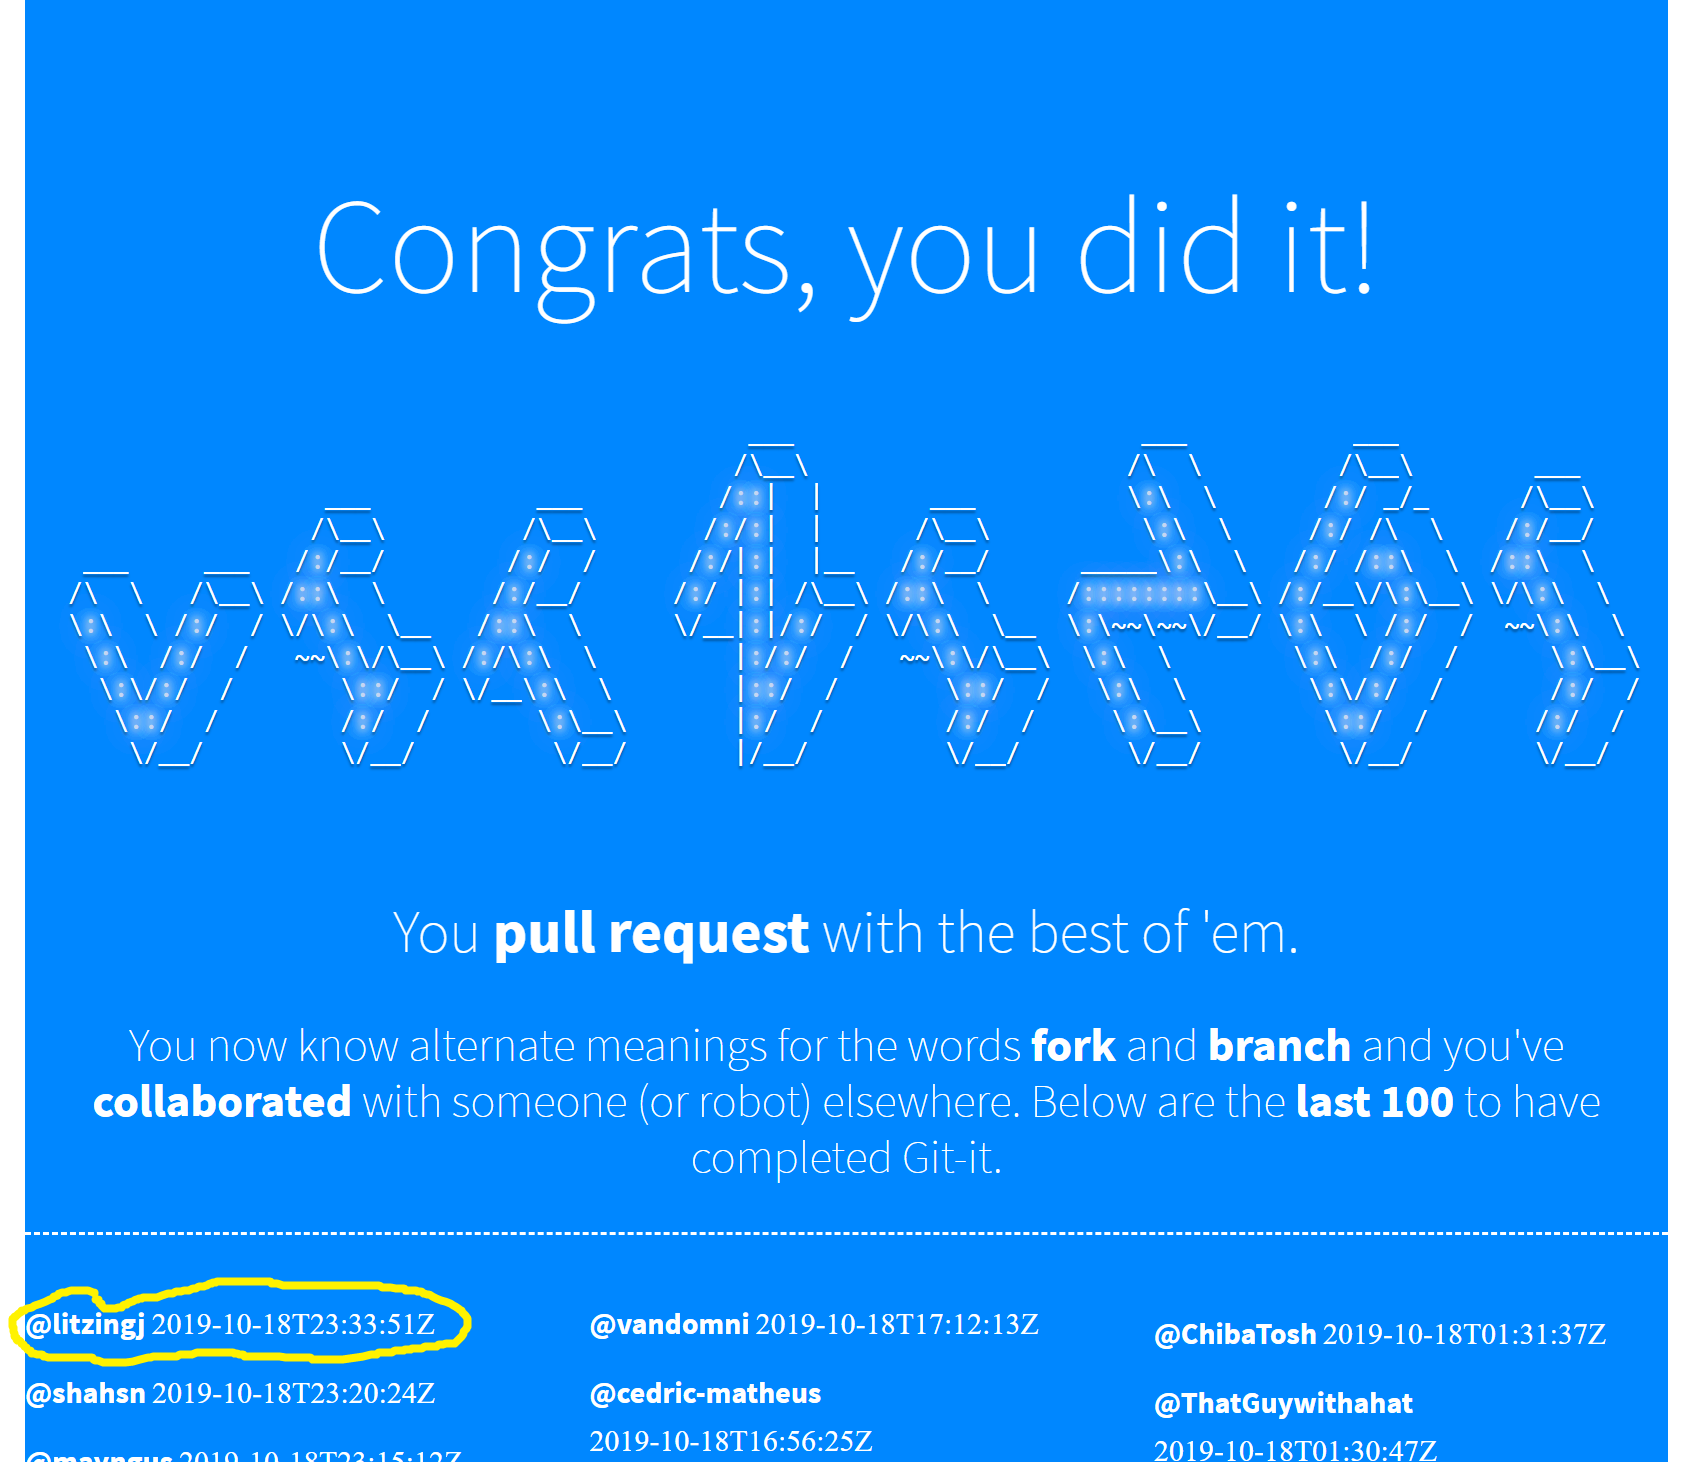 Congrats, you did it!
You pull request with the best of 'em.
You now know alternate meanings for the words fork and branch and you've
collaborated with someone (or robot) elsewhere. Below are the last 100 to have
completed Git-it.
@litzingj 2019-10-18T23:33:51Z
@shahsn 2019-10-18T23:20:24Z
@mayngus 2019-10-18T23:15:12Z
@vandomni 2019-10-18T17:12:13Z
@cedric-matheus
2019-10-18T16:56:25Z
@ChibaTosh 2019-10-18T01:31:37Z
@ThatGuywithahat
2019-10-18T01:30:47Z